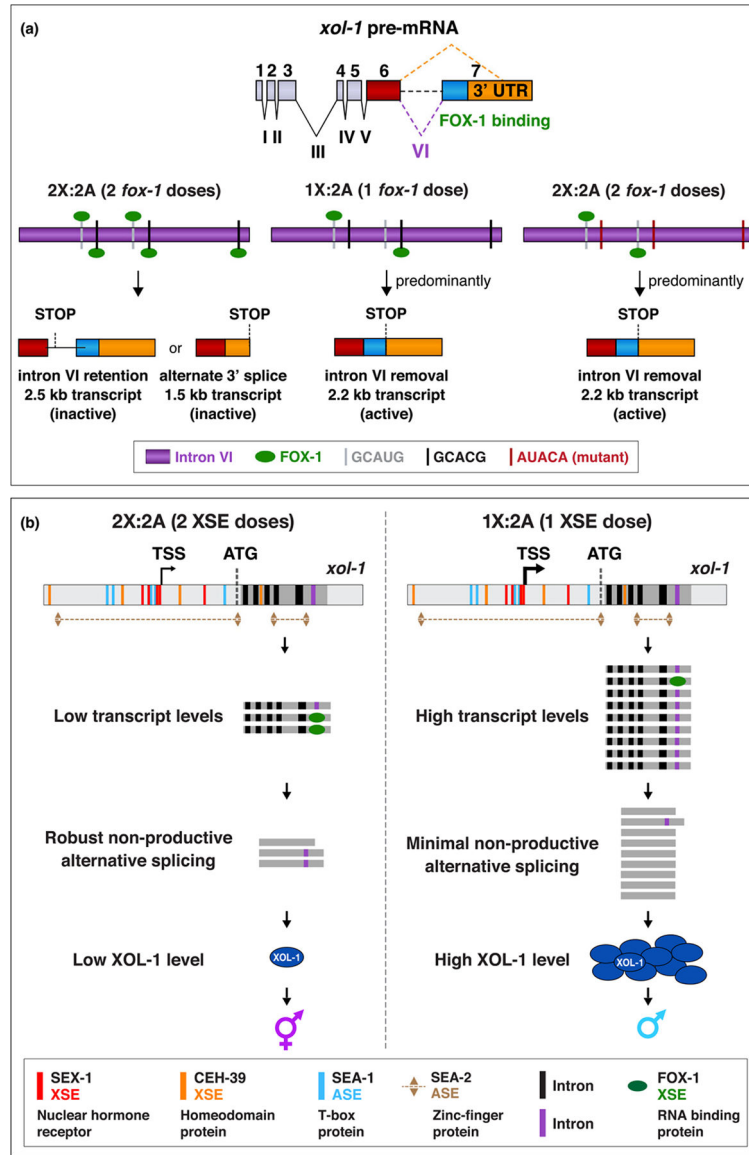 (a)
xol-1 pre-mRNA
1 2 3 4 5 6 7
3' UTR
FOX-1 binding
I II III IV V VI
2X:2A (2 fox-1 doses)
1X:2A (1 fox-1 dose)
2X:2A (2 fox-1 doses)
predominantly
predominantly
STOP
STOP
STOP
STOP
or
intron VI retention
2.5 kb transcript
(inactive)
alternate 3' splice
1.5 kb transcript
(inactive)
intron VI removal
2.2 kb transcript
(active)
intron VI removal
2.2 kb transcript
(active)
Intron VI
FOX-1
GCAUG
GCACG
AUACA (mutant)
(b)
2X:2A (2 XSE doses)
1X:2A (1 XSE dose)
TSS
ATG
xol-1
TSS
ATG
xol-1
Low transcript levels
High transcript levels
Robust non-productive
alternative splicing
Minimal non-productive
alternative splicing
Low XOL-1 level
XOL-1
High XOL-1 level
XOL-1
SEX-1
XSE
Nuclear hormone
receptor
CEH-39
XSE
Homeodomain
protein
SEA-1
ASE
T-box
protein
SEA-2
ASE
Zinc-finger
protein
Intron
Intron
FOX-1
XSE
RNA binding
protein